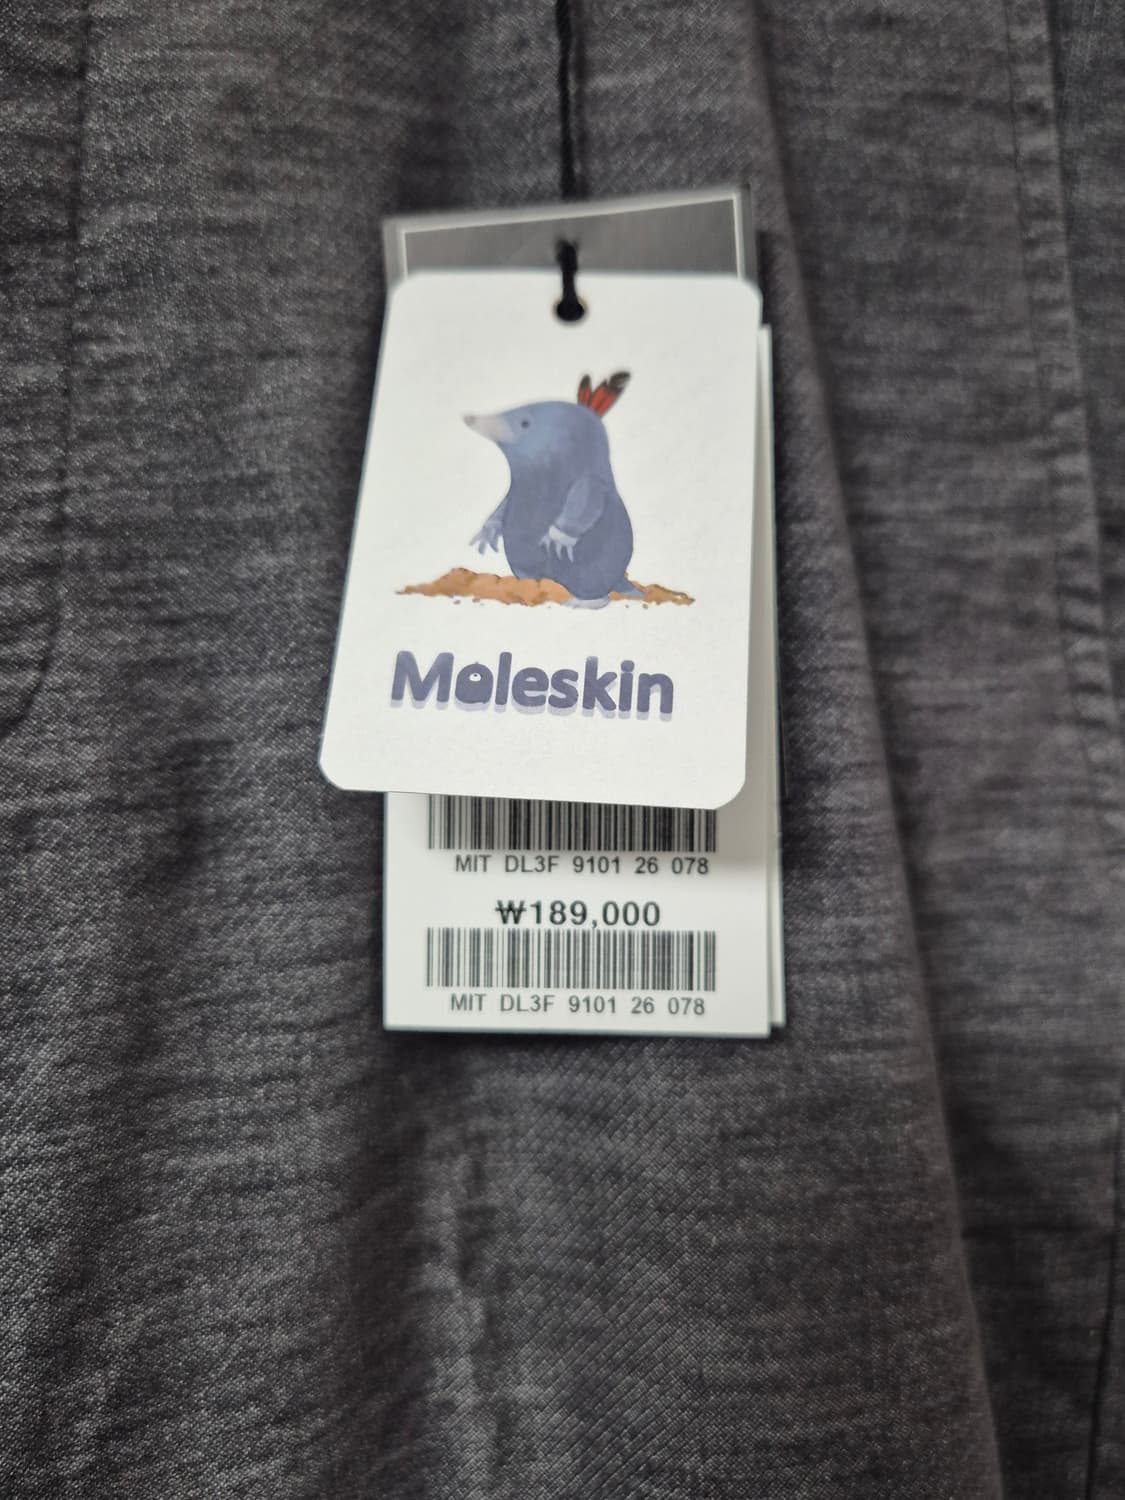 Moleskin
MIT DL3F 9101 26 078
₩189,000
MIT DL3F 9101 26 078